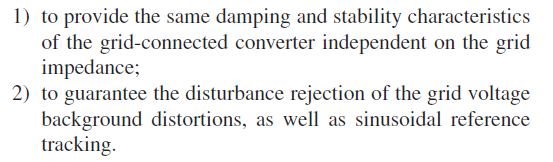 1) to provide the same damping and stability characteristics
of the grid-connected converter independent on the grid
impedance;
2) to guarantee the disturbance rejection of the grid voltage
background distortions, as well as sinusoidal reference
tracking.